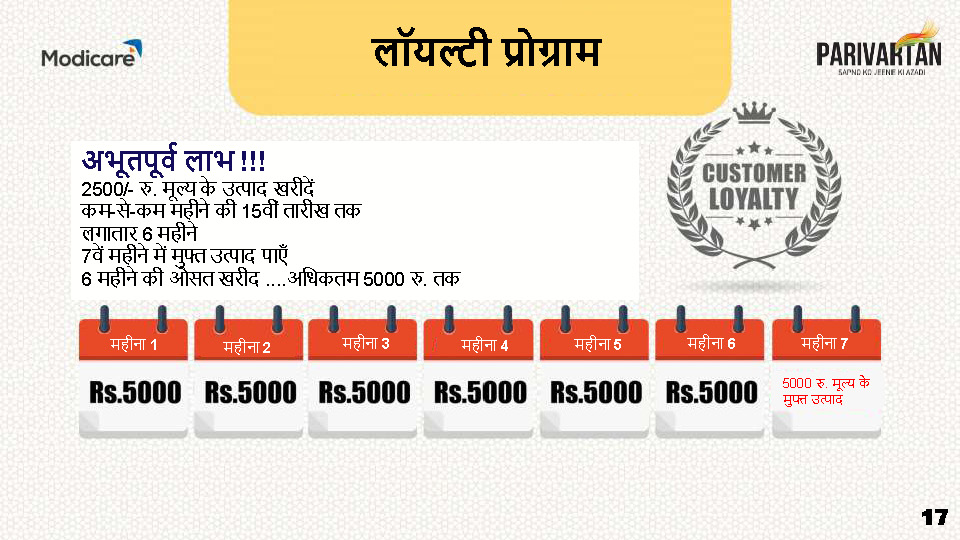 Modicare
लॉयल्टी प्रोग्राम
PARIVARTAN
SAPNO KO JEENE KI AZADI
अभूतपूर्व लाभ !!!
2500/- रु. मूल्य के उत्पाद खरीदें
कम-से-कम महीने की 15वीं तारीख तक
लगातार 6 महीने
7वें महीने में मुफ्त उत्पाद पाएँ
6 महीने की औसत खरीद ....अधिकतम 5000 रु. तक
CUSTOMER
LOYALTY
महीना 1
महीना 2
महीना 3
महीना 4
महीना 5
महीना 6
महीना 7
Rs.5000
Rs.5000
Rs.5000
Rs.5000
Rs.5000
Rs.5000
5000 रु. मूल्य के
मुफ्त उत्पाद
17